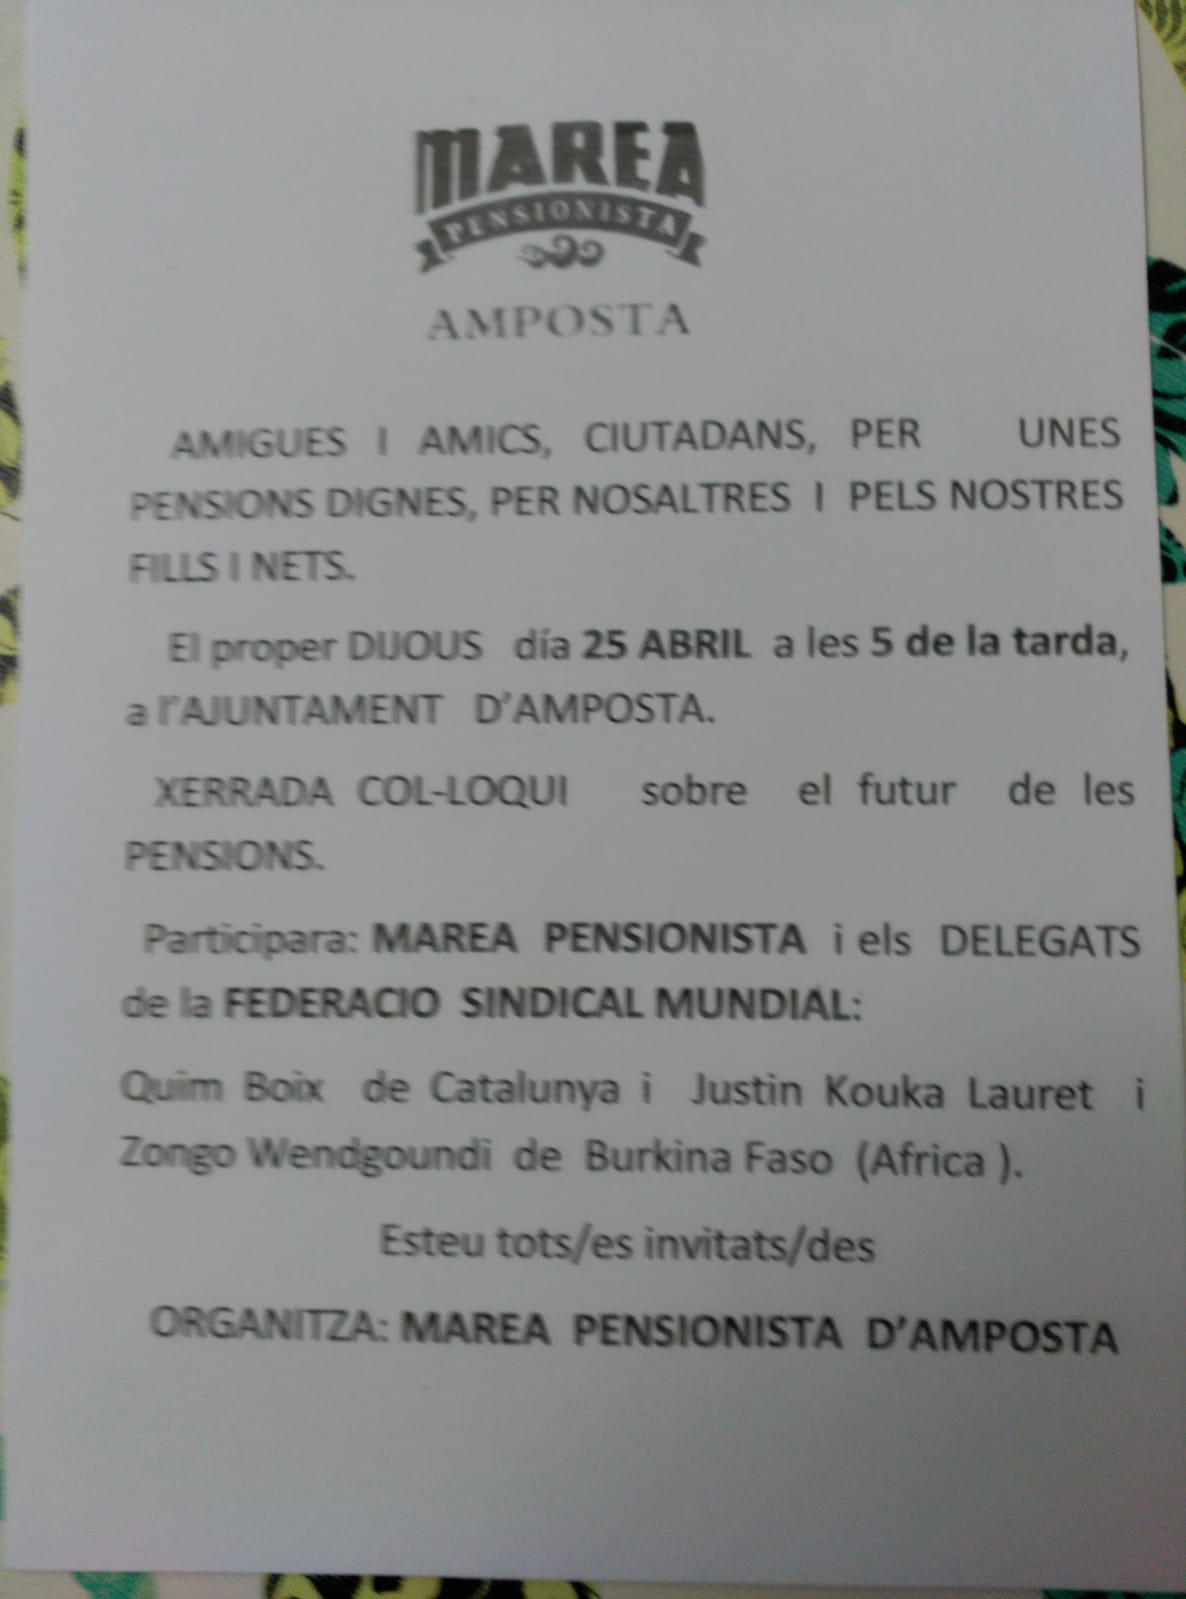 MAREA
PENSIONISTA
AMPOSTA
AMIGUES I AMICS, CIUTADANS, PER UNES
PENSIONS DIGNES, PER NOSALTRES I PELS NOSTRES
FILLS I NETS.
El proper DIJOUS día 25 ABRIL a les 5 de la tarda,
a l'AJUNTAMENT D'AMPOSTA.
XERRADA COL-LOQUI sobre el futur de les
PENSIONS.
Participara: MAREA PENSIONISTA i els DELEGATS
de la FEDERACIO SINDICAL MUNDIAL:
Quim Boix de Catalunya i Justin Kouka Lauret i
Zongo Wendgoundi de Burkina Faso (Africa ).
Esteu tots/es invitats/des
ORGANITZA: MAREA PENSIONISTA D'AMPOSTA